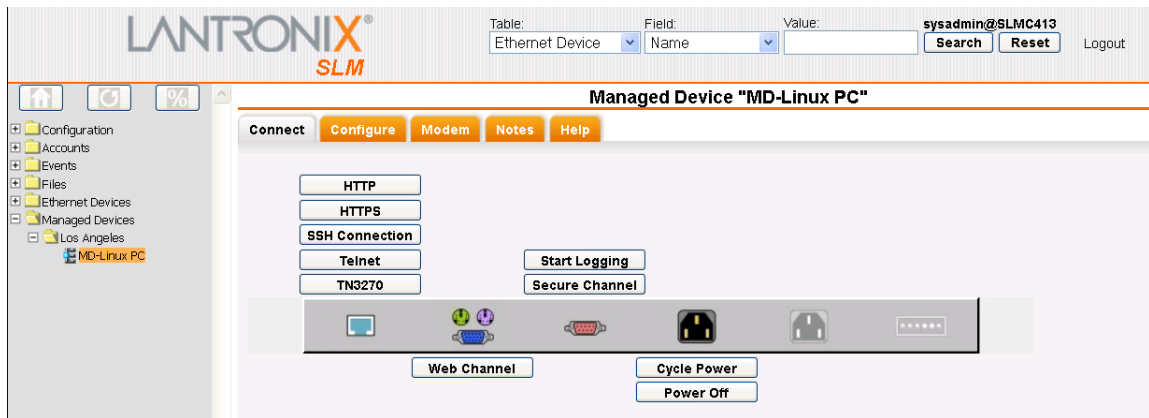 LANTRONIX®
SLM
Table: Field: Value: sysadmin@SLMC413
Ethernet Device Name Search Reset Logout
%
Managed Device "MD-Linux PC"
Configuration
Accounts
Events
Files
Ethernet Devices
Managed Devices
Los Angeles
MD-Linux PC
Connect Configure Modem Notes Help
HTTP
HTTPS
SSH Connection
Telnet Start Logging
TN3270 Secure Channel
Web Channel Cycle Power
Power Off